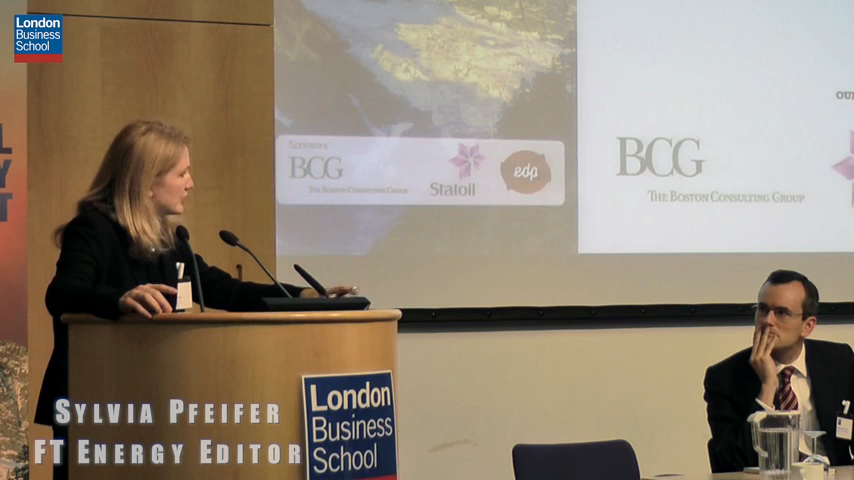 London
Business
School
L
Y
T
Sponsors
BCG
The Boston Consulting Group
Statoil
edp
OUR
BCG
The Boston Consulting Group
London
Business
School
Sylvia Pfeifer
FT Energy Editor